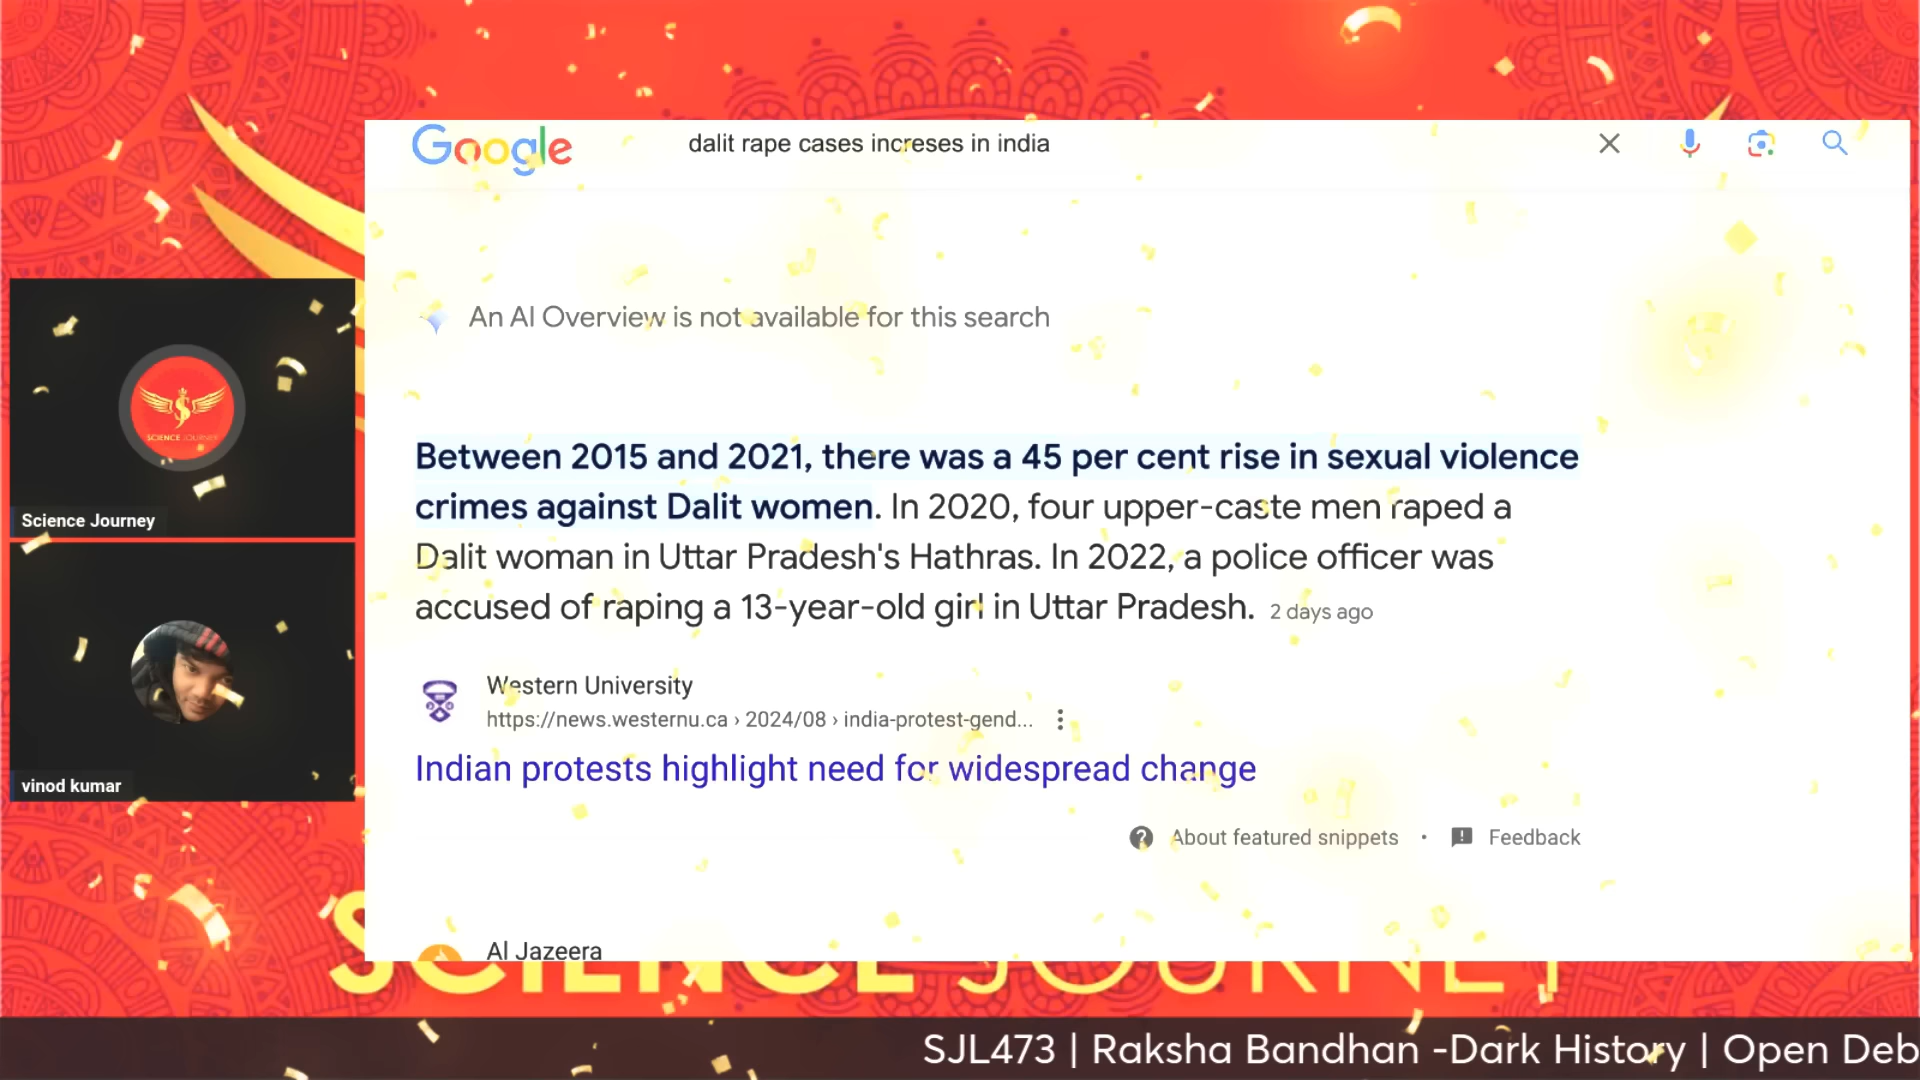 Google
dalit rape cases increses in india
An AI Overview is not available for this search
Between 2015 and 2021, there was a 45 per cent rise in sexual violence
crimes against Dalit women. In 2020, four upper-caste men raped a
Dalit woman in Uttar Pradesh's Hathras. In 2022, a police officer was
accused of raping a 13-year-old girl in Uttar Pradesh. 2 days ago
Western University
https://news.westernu.ca › 2024/08 › india-protest-gend...
Indian protests highlight need for widespread change
About featured snippets • Feedback
Al Jazeera
SCIENCE JOURNEY
Science Journey
vinod kumar
SCIENCE JOURNEY
SJL473 | Raksha Bandhan -Dark History | Open Deb